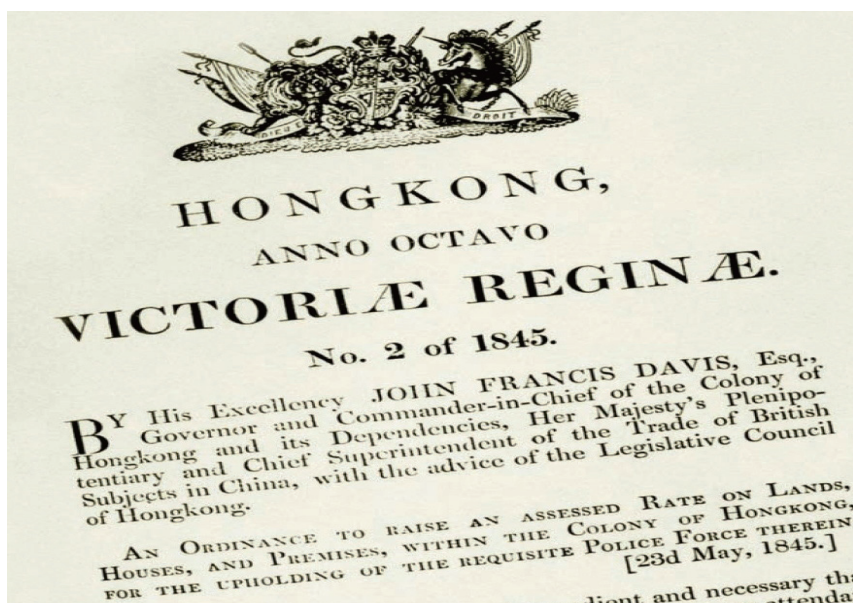 DIEU E
DROIT
HONGKONG,
ANNO OCTAVO
VICTORIÆ REGINÆ.
No. 2 of 1845.
BY His Excellency JOHN FRANCIS DAVIS, Esq.,
Governor and Commander-in-Chief of the Colony of
Hongkong and its Dependencies, Her Majesty's Plenipo-
tentiary and Chief Superintendent of the Trade of British
Subjects in China, with the advice of the Legislative Council
of Hongkong.
AN ORDINANCE TO RAISE AN ASSESSED RATE ON LANDS,
HOUSES, AND PREMISES, WITHIN THE COLONY OF HONGKONG,
FOR THE UPHOLDING OF THE REQUISITE POLICE FORCE THEREIN
[23d May, 1845.]
dient and necessary tha
attenda